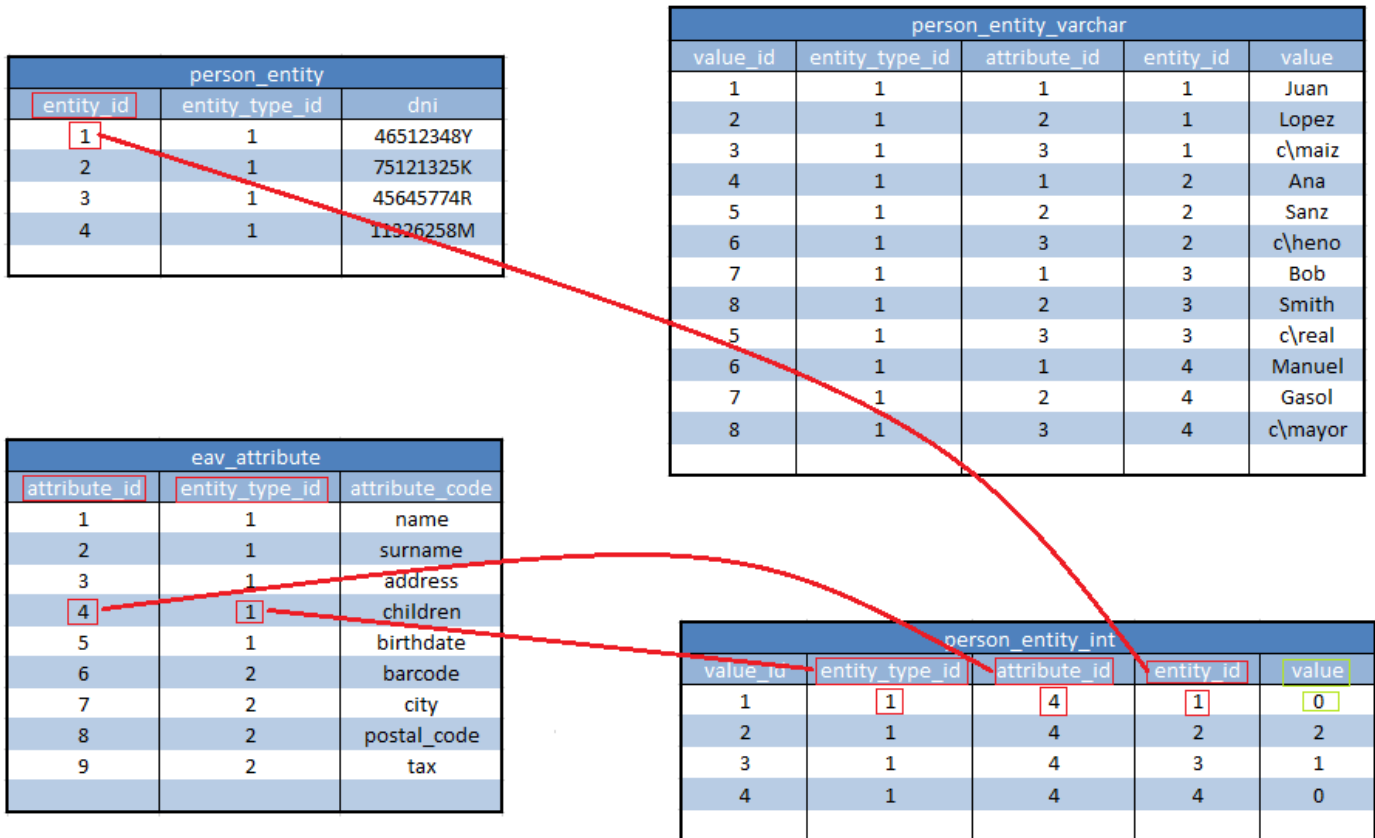 person_entity
entity_id entity_type_id dni
1 1 46512348Y
2 1 75121325K
3 1 45645774R
4 1 11326258M
person_entity_varchar
value_id entity_type_id attribute_id entity_id value
1 1 1 1 Juan
2 1 2 1 Lopez
3 1 3 1 c\maiz
4 1 1 2 Ana
5 1 2 2 Sanz
6 1 3 2 c\heno
7 1 1 3 Bob
8 1 2 3 Smith
5 1 3 3 c\real
6 1 1 4 Manuel
7 1 2 4 Gasol
8 1 3 4 c\mayor
eav_attribute
attribute_id entity_type_id attribute_code
1 1 name
2 1 surname
3 1 address
4 1 children
5 1 birthdate
6 2 barcode
7 2 city
8 2 postal_code
9 2 tax
person_entity_int
value_id entity_type_id attribute_id entity_id value
1 1 4 1 0
2 1 4 2 2
3 1 4 3 1
4 1 4 4 0